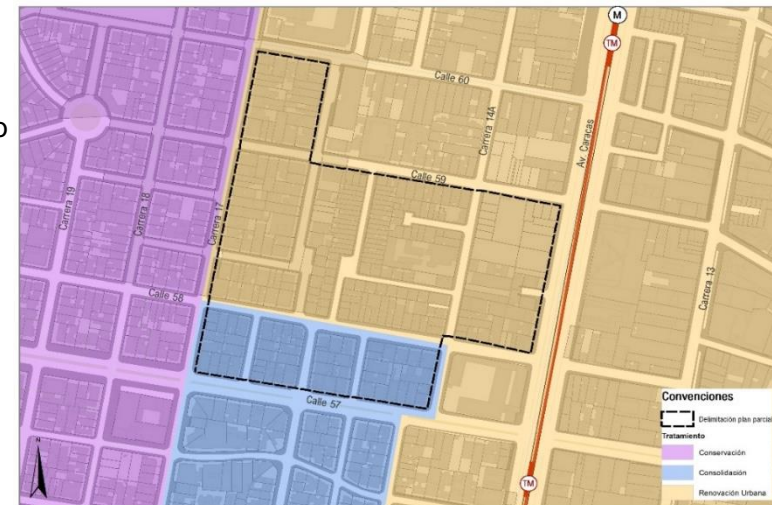 o
M
TM
Calle 60
Carrera 14A
Av. Caracas
Calle 59
Carrera 19
Carrera 18
Carrera 17
Carrera 13
Calle 58
Calle 57
TM
Convenciones
Delimitación plan parcial
Tratamiento
Conservación
Consolidación
Renovación Urbana